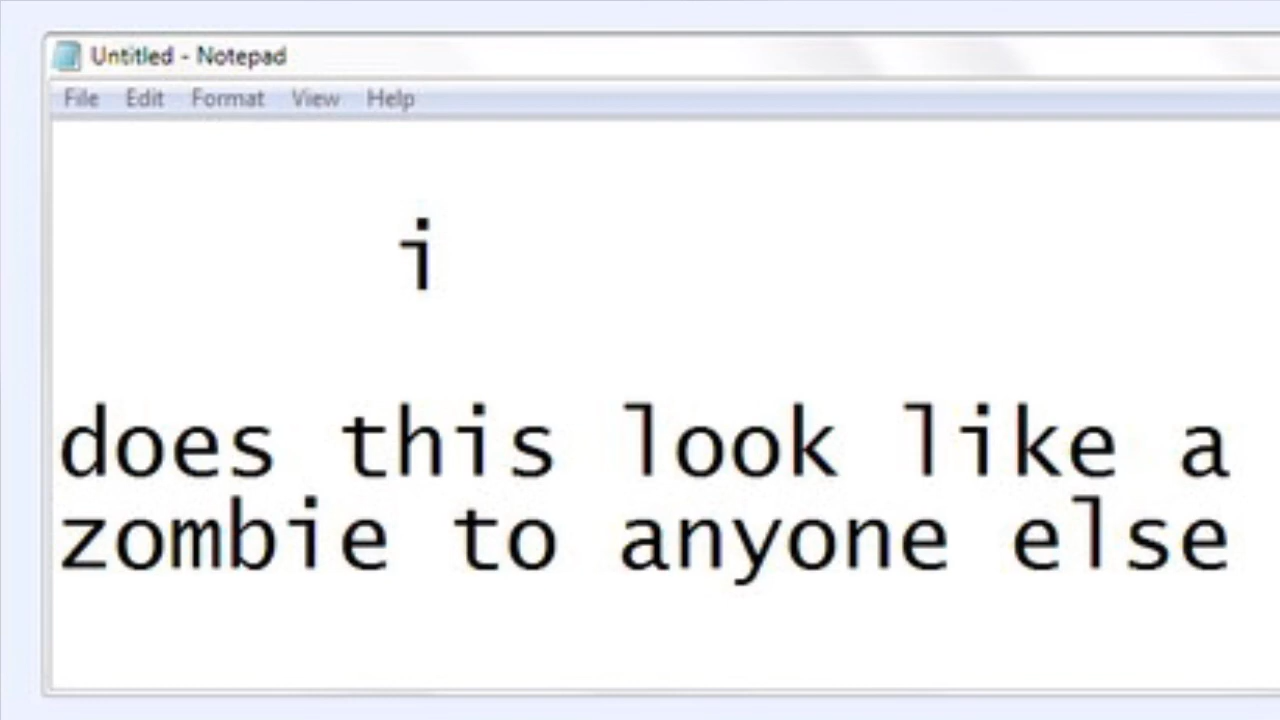 Untitled - Notepad
File Edit Format View Help
i
does this look like a
zombie to anyone else